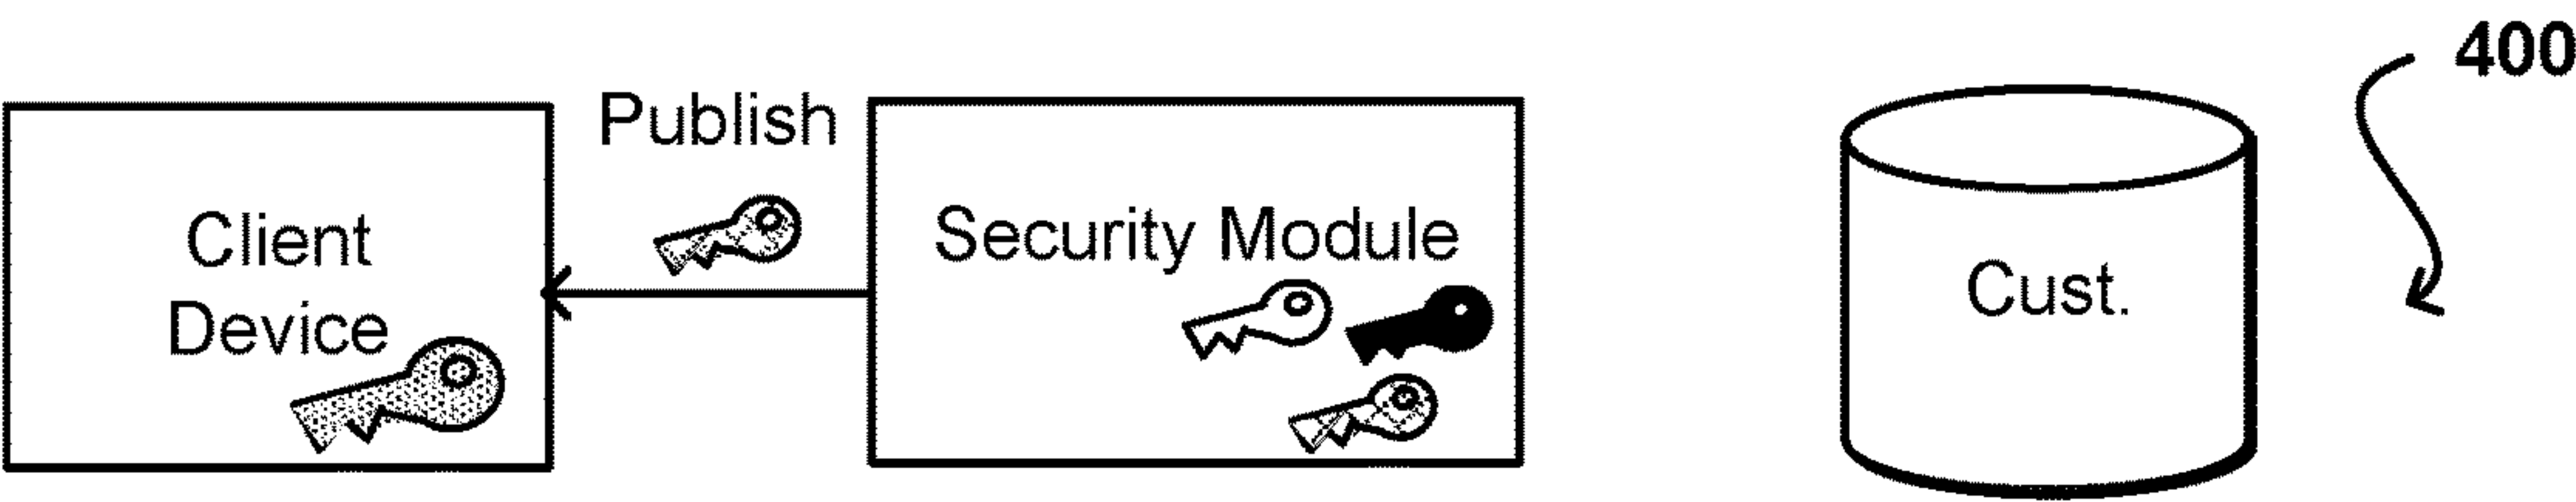 400
Publish
Client
Device
Security Module
Cust.